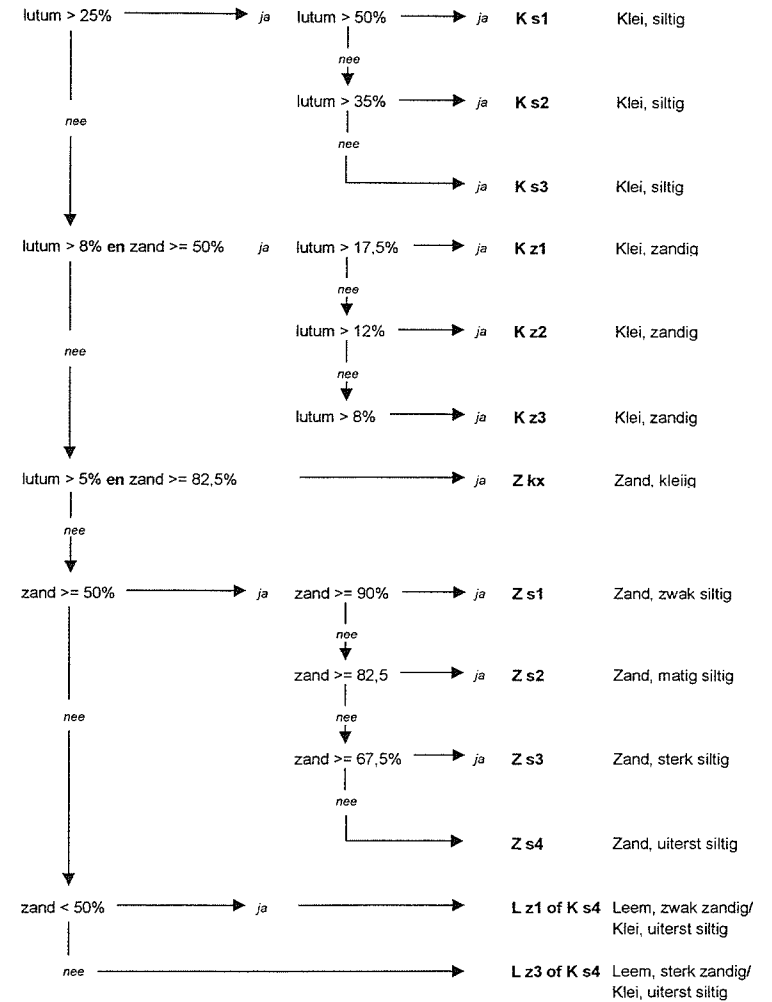 lutum > 25% ja lutum > 50% ja K s1 Klei, siltig
nee
lutum > 35% ja K s2 Klei, siltig
nee
nee
ja K s3 Klei, siltig
lutum > 8% en zand >= 50% ja lutum > 17,5% ja K z1 Klei, zandig
nee
lutum > 12% ja K z2 Klei, zandig
nee
nee
lutum > 8% ja K z3 Klei, zandig
lutum > 5% en zand >= 82,5% ja Z kx Zand, kleiig
nee
zand >= 50% ja zand >= 90% ja Z s1 Zand, zwak siltig
nee
zand >= 82,5 ja Z s2 Zand, matig siltig
nee
nee
zand >= 67,5% ja Z s3 Zand, sterk siltig
nee
Z s4 Zand, uiterst siltig
zand < 50% ja L z1 of K s4 Leem, zwak zandig/
Klei, uiterst siltig
nee L z3 of K s4 Leem, sterk zandig/
Klei, uiterst siltig